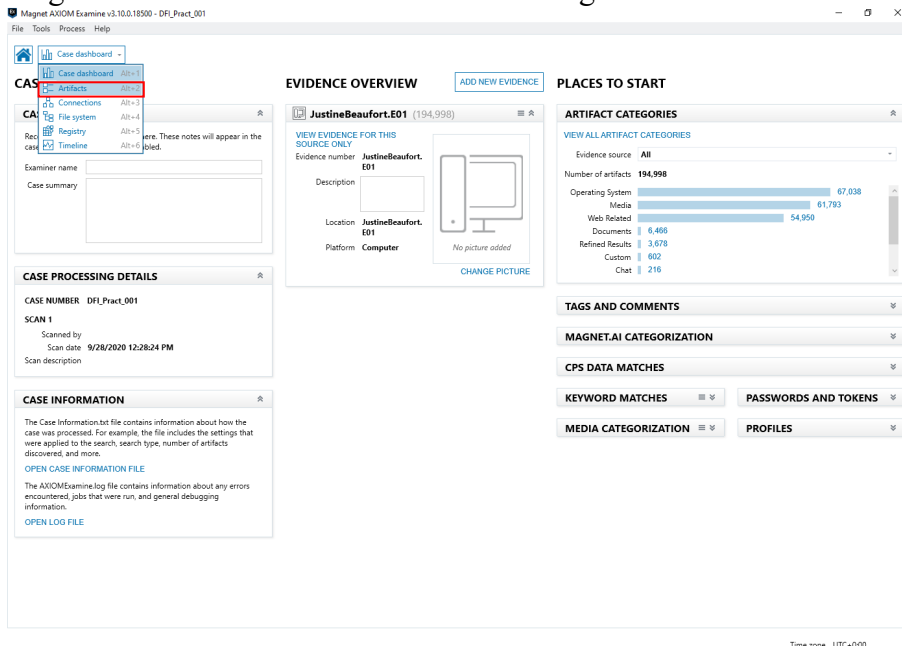 Magnet AXIOM Examine v3.10.0.18500 - DFI_Pract_001
File Tools Process Help
Case dashboard
Case dashboard Alt+1
Artifacts Alt+2
Connections Alt+3
File system Alt+4
Registry Alt+5
Timeline Alt+6
EVIDENCE OVERVIEW
ADD NEW EVIDENCE
PLACES TO START
here. These notes will appear in the
Examiner name
Case summary
CASE PROCESSING DETAILS
CASE NUMBER DFI_Pract_001
SCAN 1
Scanned by
Scan date 9/28/2020 12:28:24 PM
Scan description
CASE INFORMATION
The Case Information.txt file contains information about how the
case was processed. For example, the file includes the settings that
were applied to the search, search type, number of artifacts
discovered, and more.
OPEN CASE INFORMATION FILE
The AXIOMExamine.log file contains information about any errors
encountered, jobs that were run, and general debugging
information.
OPEN LOG FILE
JustineBeaufort.E01 (194,998)
VIEW EVIDENCE FOR THIS
SOURCE ONLY
Evidence number JustineBeaufort.
E01
Description
Location JustineBeaufort.
E01
Platform Computer
No picture added
CHANGE PICTURE
ARTIFACT CATEGORIES
VIEW ALL ARTIFACT CATEGORIES
Evidence source All
Number of artifacts 194,998
Operating System 67,038
Media 61,793
Web Related 54,950
Documents 6,466
Refined Results 3,678
Custom 602
Chat 216
TAGS AND COMMENTS
MAGNET.AI CATEGORIZATION
CPS DATA MATCHES
KEYWORD MATCHES
PASSWORDS AND TOKENS
MEDIA CATEGORIZATION
PROFILES
Time zone UTC+0:00